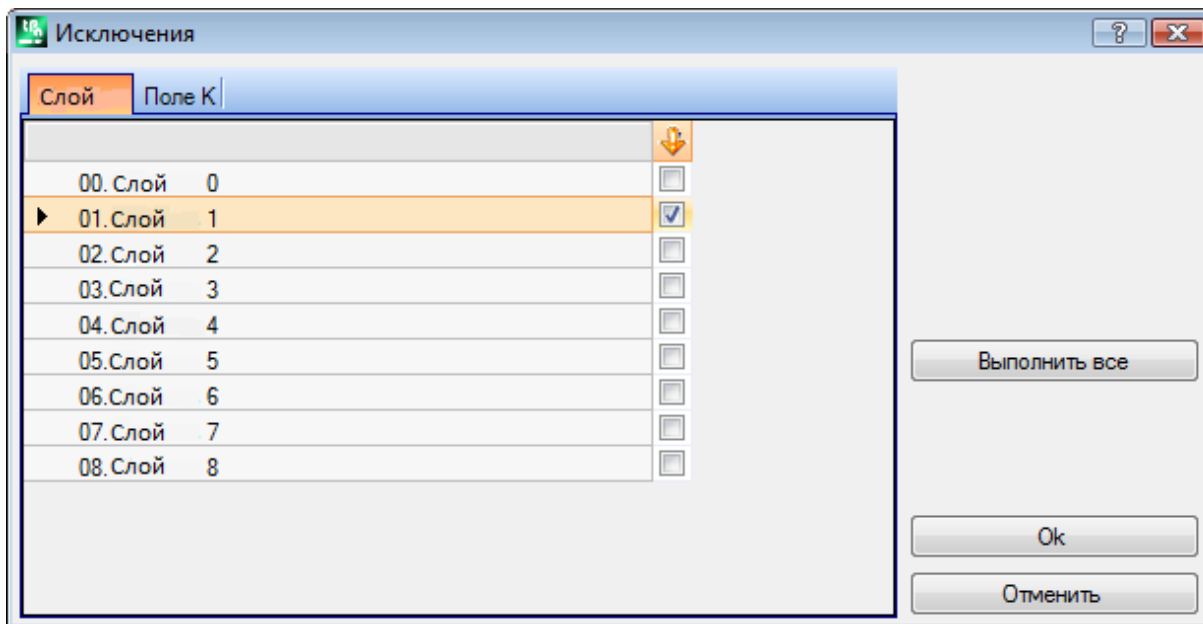 Исключения
Слой Поле K
00. Слой 0
01.Слой 1
02.Слой 2
03.Слой 3
04.Слой 4
05.Слой 5
06.Слой 6
07.Слой 7
08.Слой 8
Выполнить все
Ok
Отменить